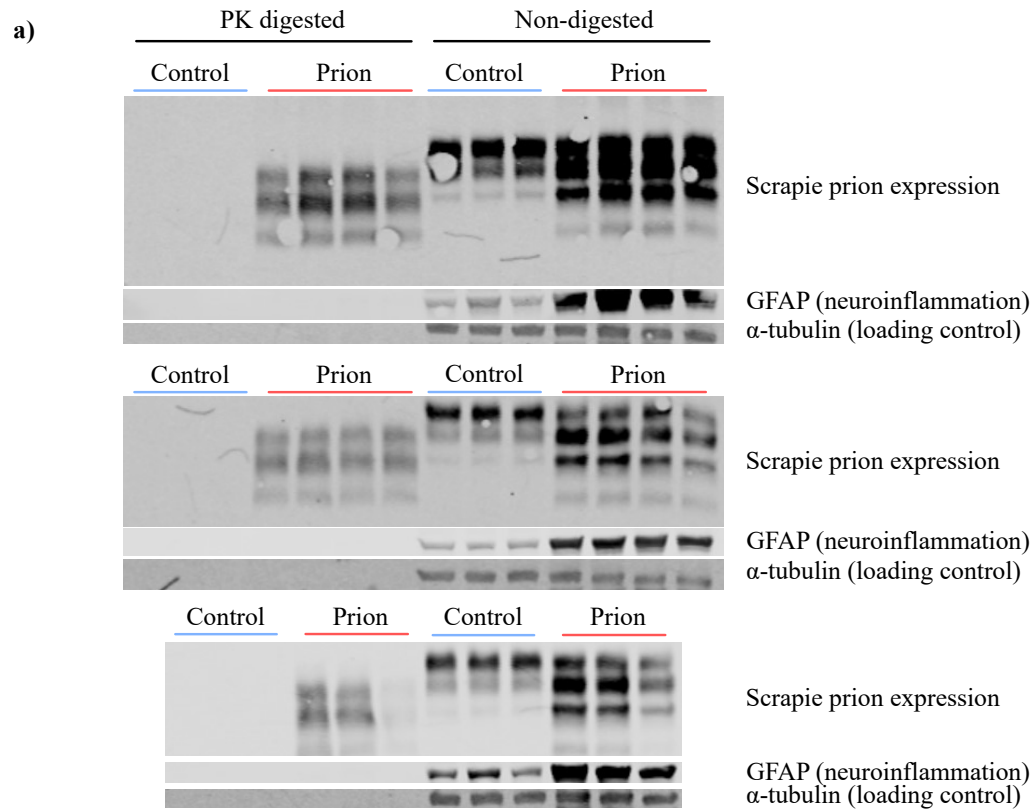 a)
PK digested Non-digested
Control Prion Control Prion
Scrapie prion expression
GFAP (neuroinflammation)
α-tubulin (loading control)
Control Prion Control Prion
Scrapie prion expression
GFAP (neuroinflammation)
α-tubulin (loading control)
Control Prion Control Prion
Scrapie prion expression
GFAP (neuroinflammation)
α-tubulin (loading control)